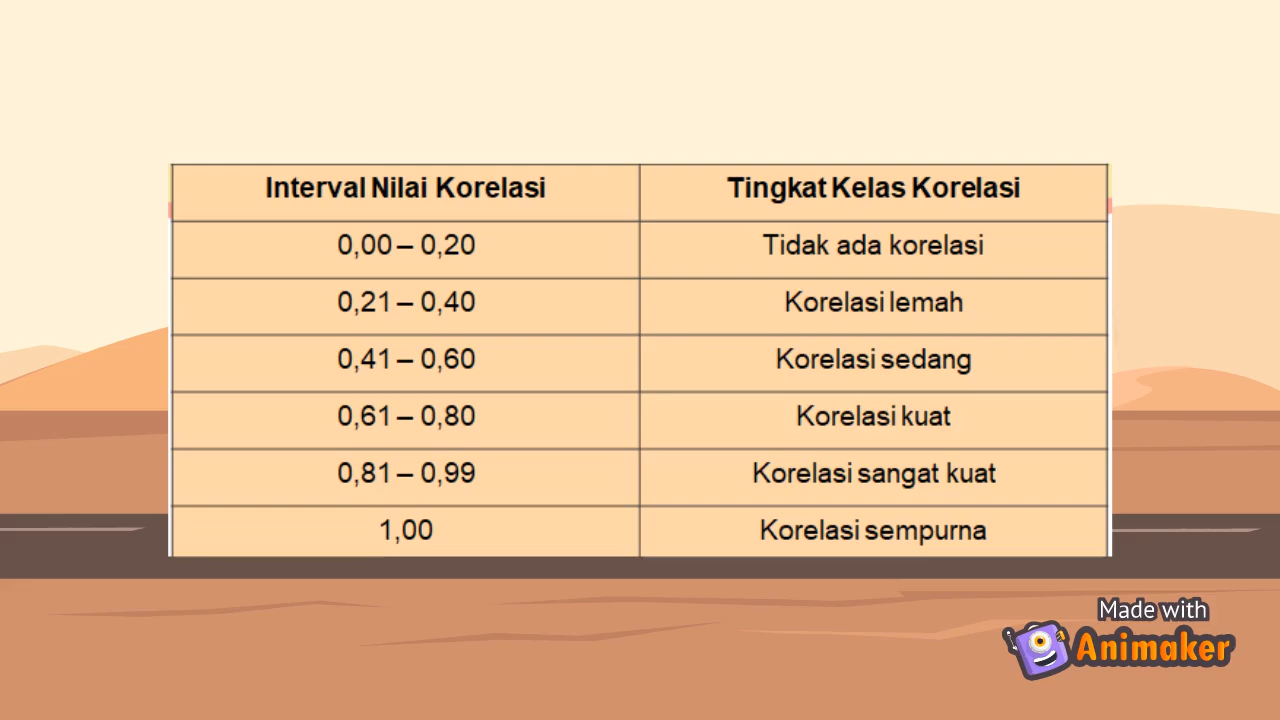 Interval Nilai Korelasi Tingkat Kelas Korelasi
0,00 – 0,20 Tidak ada korelasi
0,21 – 0,40 Korelasi lemah
0,41 – 0,60 Korelasi sedang
0,61 – 0,80 Korelasi kuat
0,81 – 0,99 Korelasi sangat kuat
1,00 Korelasi sempurna
Made with
Animaker